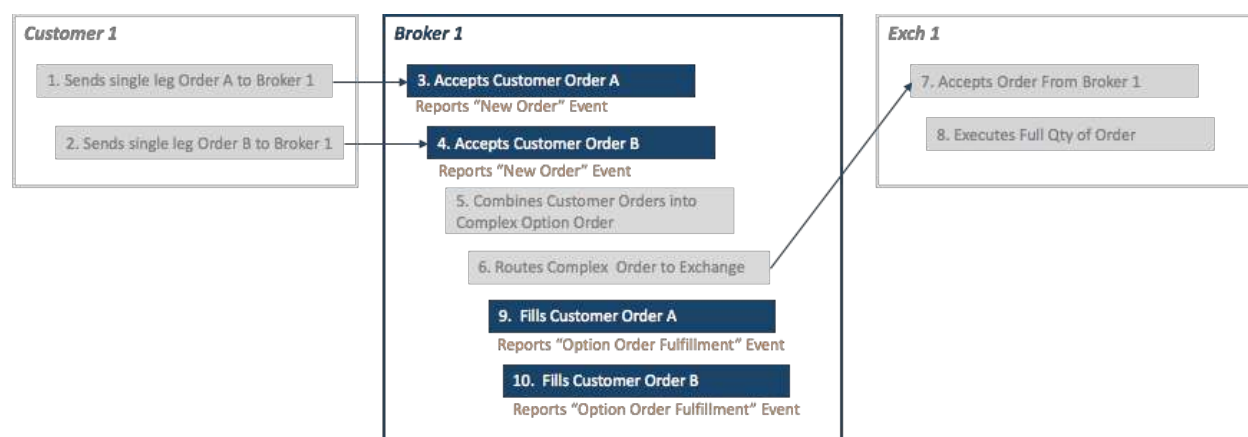 Customer 1
1. Sends single leg Order A to Broker 1
2. Sends single leg Order B to Broker 1
Broker 1
3. Accepts Customer Order A
Reports “New Order” Event
4. Accepts Customer Order B
Reports “New Order” Event
5. Combines Customer Orders into
Complex Option Order
6. Routes Complex Order to Exchange
9. Fills Customer Order A
Reports “Option Order Fulfillment” Event
10. Fills Customer Order B
Reports “Option Order Fulfillment” Event
Exch 1
7. Accepts Order From Broker 1
8. Executes Full Qty of Order